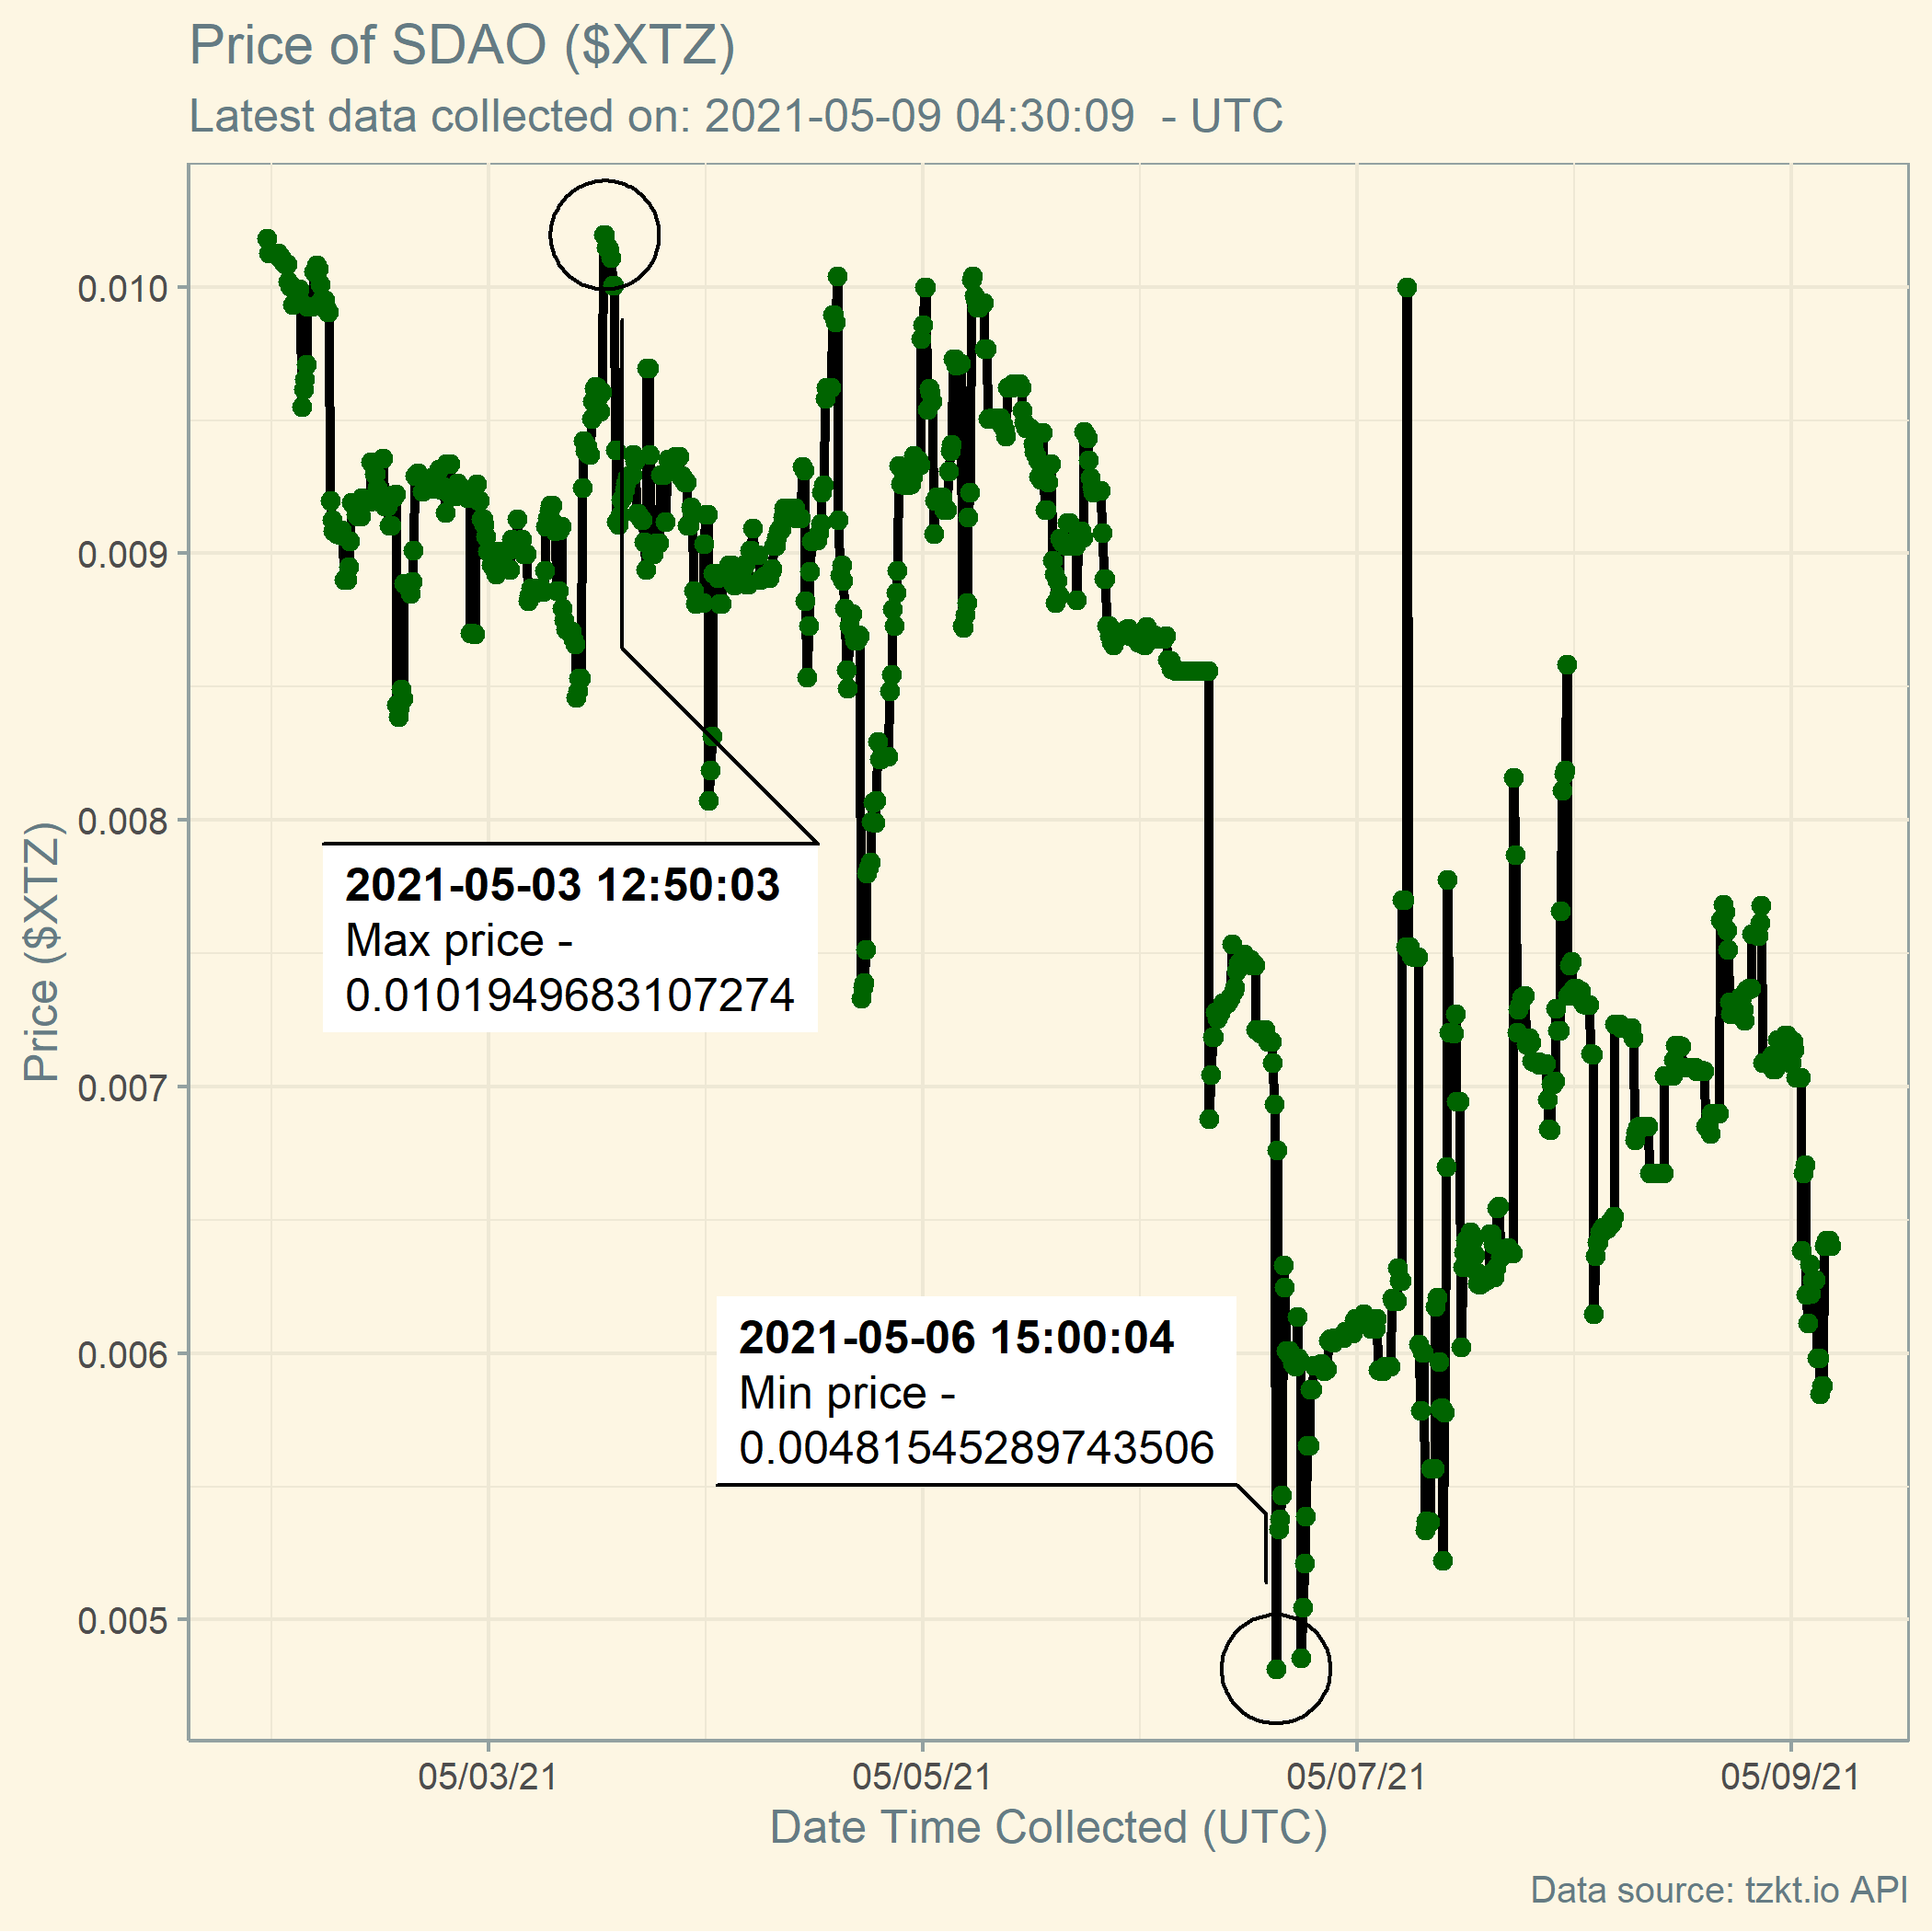 Price of SDAO ($XTZ)
Latest data collected on: 2021-05-09 04:30:09  - UTC
Price ($XTZ)
0.010
0.009
0.008
0.007
0.006
0.005
2021-05-03 12:50:03
Max price -
0.0101949683107274
2021-05-06 15:00:04
Min price -
0.00481545289743506
05/03/21
05/05/21
05/07/21
05/09/21
Date Time Collected (UTC)
Data source: tzkt.io API